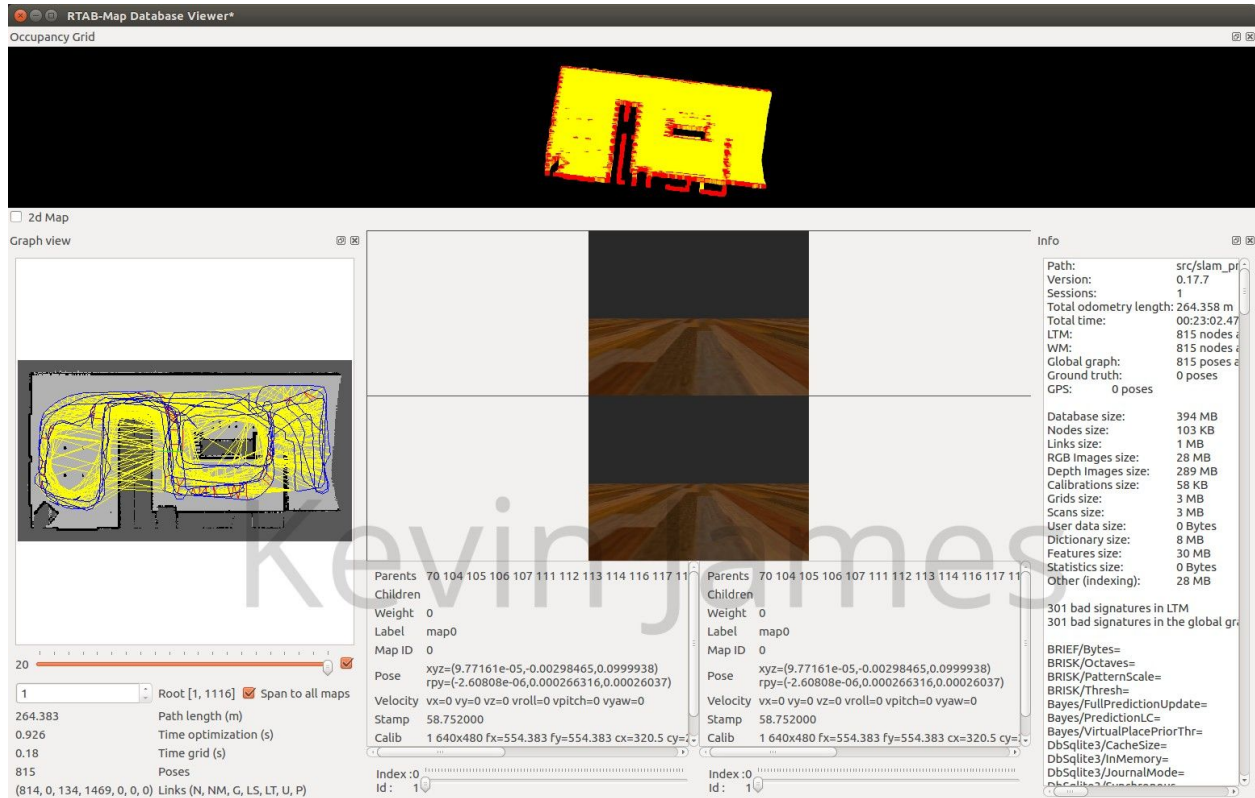 RTAB-Map Database Viewer*
Occupancy Grid
2d Map
Graph view
20
1
Root [1, 1116]
Span to all maps
264.383 Path length (m)
0.926 Time optimization (s)
0.18 Time grid (s)
815 Poses
(814, 0, 134, 1469, 0, 0, 0) Links (N, NM, G, LS, LT, U, P)
Parents 70 104 105 106 107 111 112 113 114 116 117 11
Children
Weight 0
Label map0
Map ID 0
Pose xyz=(9.77161e-05,-0.00298465,0.0999938)
rpy=(-2.60808e-06,0.000266316,0.00026037)
Velocity vx=0 vy=0 vz=0 vroll=0 vpitch=0 vyaw=0
Stamp 58.752000
Calib 1 640x480 fx=554.383 fy=554.383 cx=320.5 cy=
Index :0
Id : 1
Parents 70 104 105 106 107 111 112 113 114 116 117 11
Children
Weight 0
Label map0
Map ID 0
Pose xyz=(9.77161e-05,-0.00298465,0.0999938)
rpy=(-2.60808e-06,0.000266316,0.00026037)
Velocity vx=0 vy=0 vz=0 vroll=0 vpitch=0 vyaw=0
Stamp 58.752000
Calib 1 640x480 fx=554.383 fy=554.383 cx=320.5 cy=
Index :0
Id : 1
Info
Path: src/slam_pr
Version: 0.17.7
Sessions: 1
Total odometry length: 264.358 m
Total time: 00:23:02.47
LTM: 815 nodes a
WM: 815 nodes a
Global graph: 815 poses a
Ground truth: 0 poses
GPS: 0 poses
Database size: 394 MB
Nodes size: 103 KB
Links size: 1 MB
RGB Images size: 28 MB
Depth Images size: 289 MB
Calibrations size: 58 KB
Grids size: 3 MB
Scans size: 3 MB
User data size: 0 Bytes
Dictionary size: 8 MB
Features size: 30 MB
Statistics size: 0 Bytes
Other (indexing): 28 MB
301 bad signatures in LTM
301 bad signatures in the global gra
BRIEF/Bytes=
BRISK/Octaves=
BRISK/PatternScale=
BRISK/Thresh=
Bayes/FullPredictionUpdate=
Bayes/PredictionLC=
Bayes/VirtualPlacePriorThr=
DbSqlite3/CacheSize=
DbSqlite3/InMemory=
DbSqlite3/JournalMode=
Kevin James